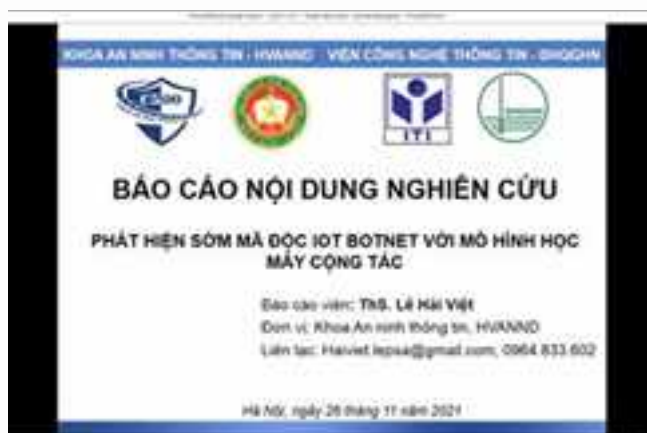 KHOA AN NINH THÔNG TIN - HVANND VIỆN CÔNG NGHỆ THÔNG TIN - ĐHQGHN
ITI
BÁO CÁO NỘI DUNG NGHIÊN CỨU
PHÁT HIỆN SỚM MÃ ĐỘC IOT BOTNET VỚI MÔ HÌNH HỌC
MÁY CỘNG TÁC
Báo cáo viên: ThS. Lê Hải Việt
Đơn vị: Khoa An ninh thông tin, HVANND
Liên lạc: Haiviet.lepsa@gmail.com; 0964.833.602
Hà Nội, ngày 26 tháng 11 năm 2021